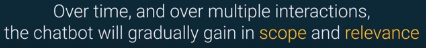 Over time, and over multiple interactions,
the chatbot will gradually gain in scope and relevance